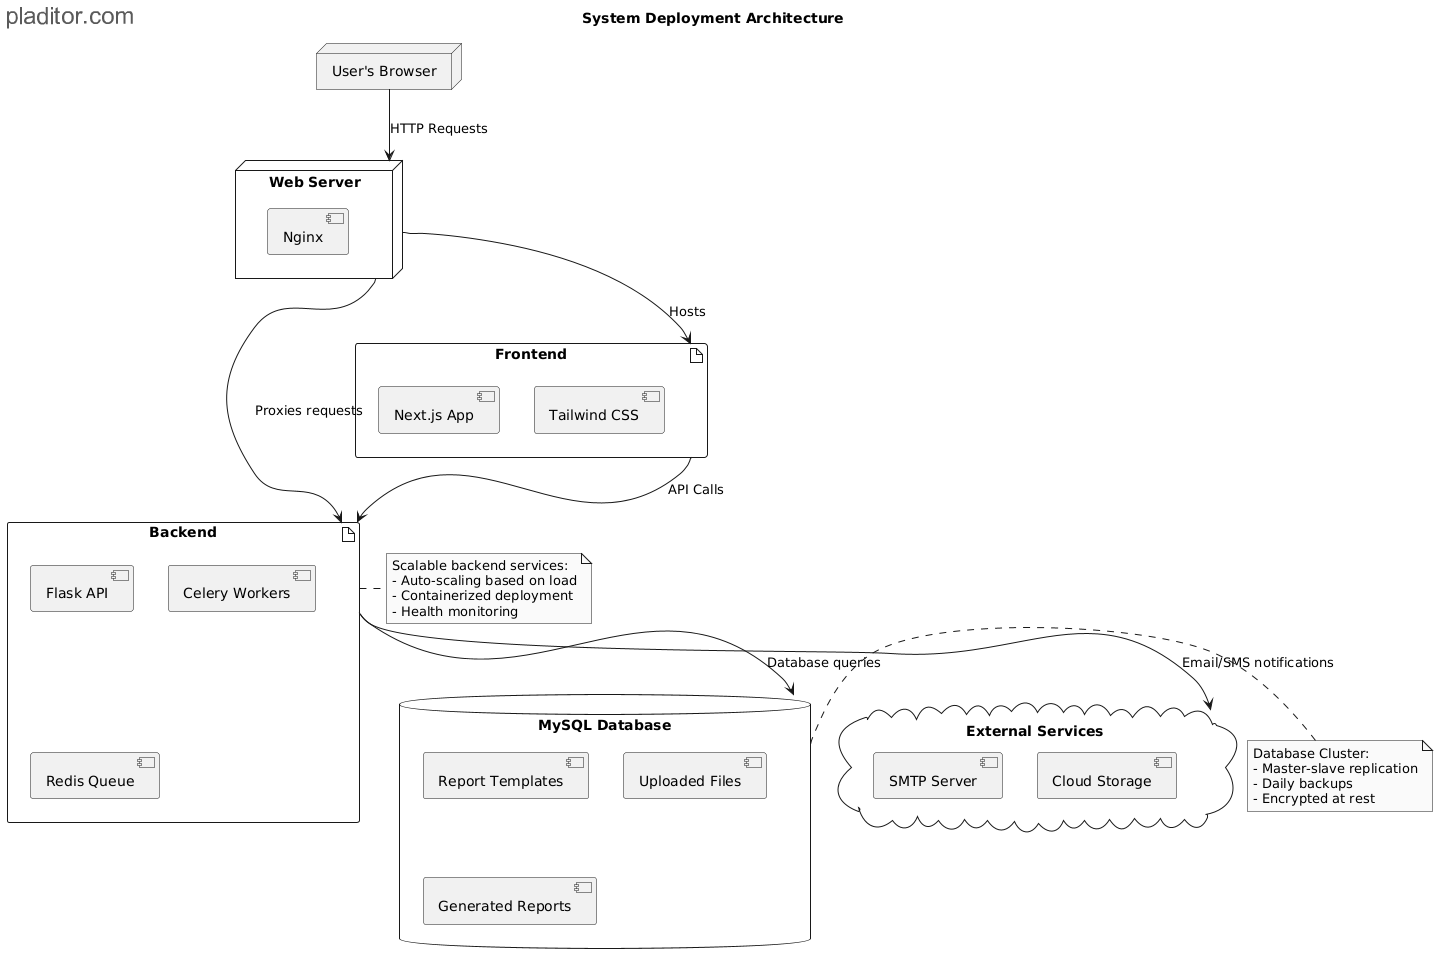 pladitor.com
System Deployment Architecture
User's Browser
HTTP Requests
Web Server
Nginx
Hosts
Frontend
Next.js App
Tailwind CSS
Proxies requests
API Calls
Backend
Flask API
Celery Workers
Redis Queue
Scalable backend services:
- Auto-scaling based on load
- Containerized deployment
- Health monitoring
Database queries
Email/SMS notifications
MySQL Database
Report Templates
Uploaded Files
Generated Reports
External Services
SMTP Server
Cloud Storage
Database Cluster:
- Master-slave replication
- Daily backups
- Encrypted at rest